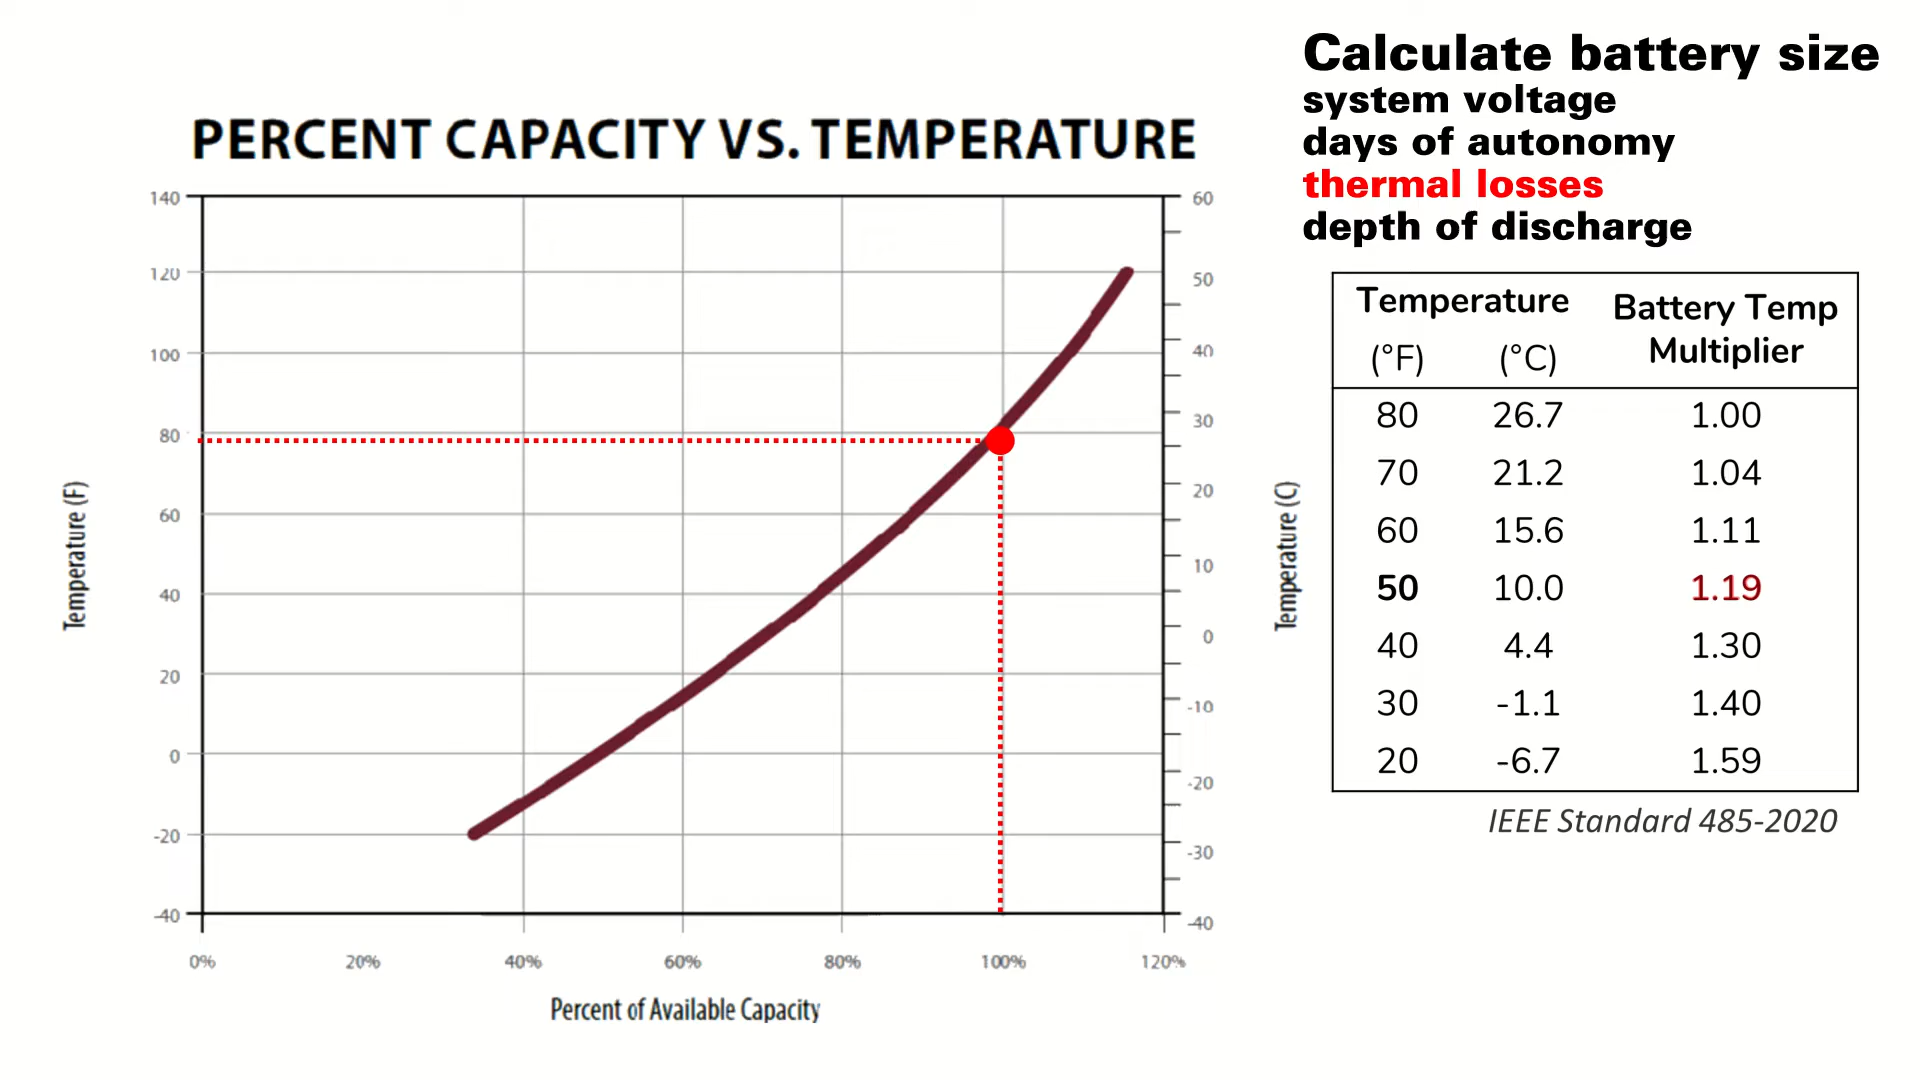 Calculate battery size
system voltage
days of autonomy
thermal losses
depth of discharge
PERCENT CAPACITY VS. TEMPERATURE
140
120
100
80
60
40
20
0
-20
-40
Temperature (F)
60
50
40
30
20
10
0
-10
-20
-30
-40
Temperature (C)
0% 20% 40% 60% 80% 100% 120%
Percent of Available Capacity
Temperature Battery Temp
(°F) (°C) Multiplier
80 26.7 1.00
70 21.2 1.04
60 15.6 1.11
50 10.0 1.19
40 4.4 1.30
30 -1.1 1.40
20 -6.7 1.59
IEEE Standard 485-2020